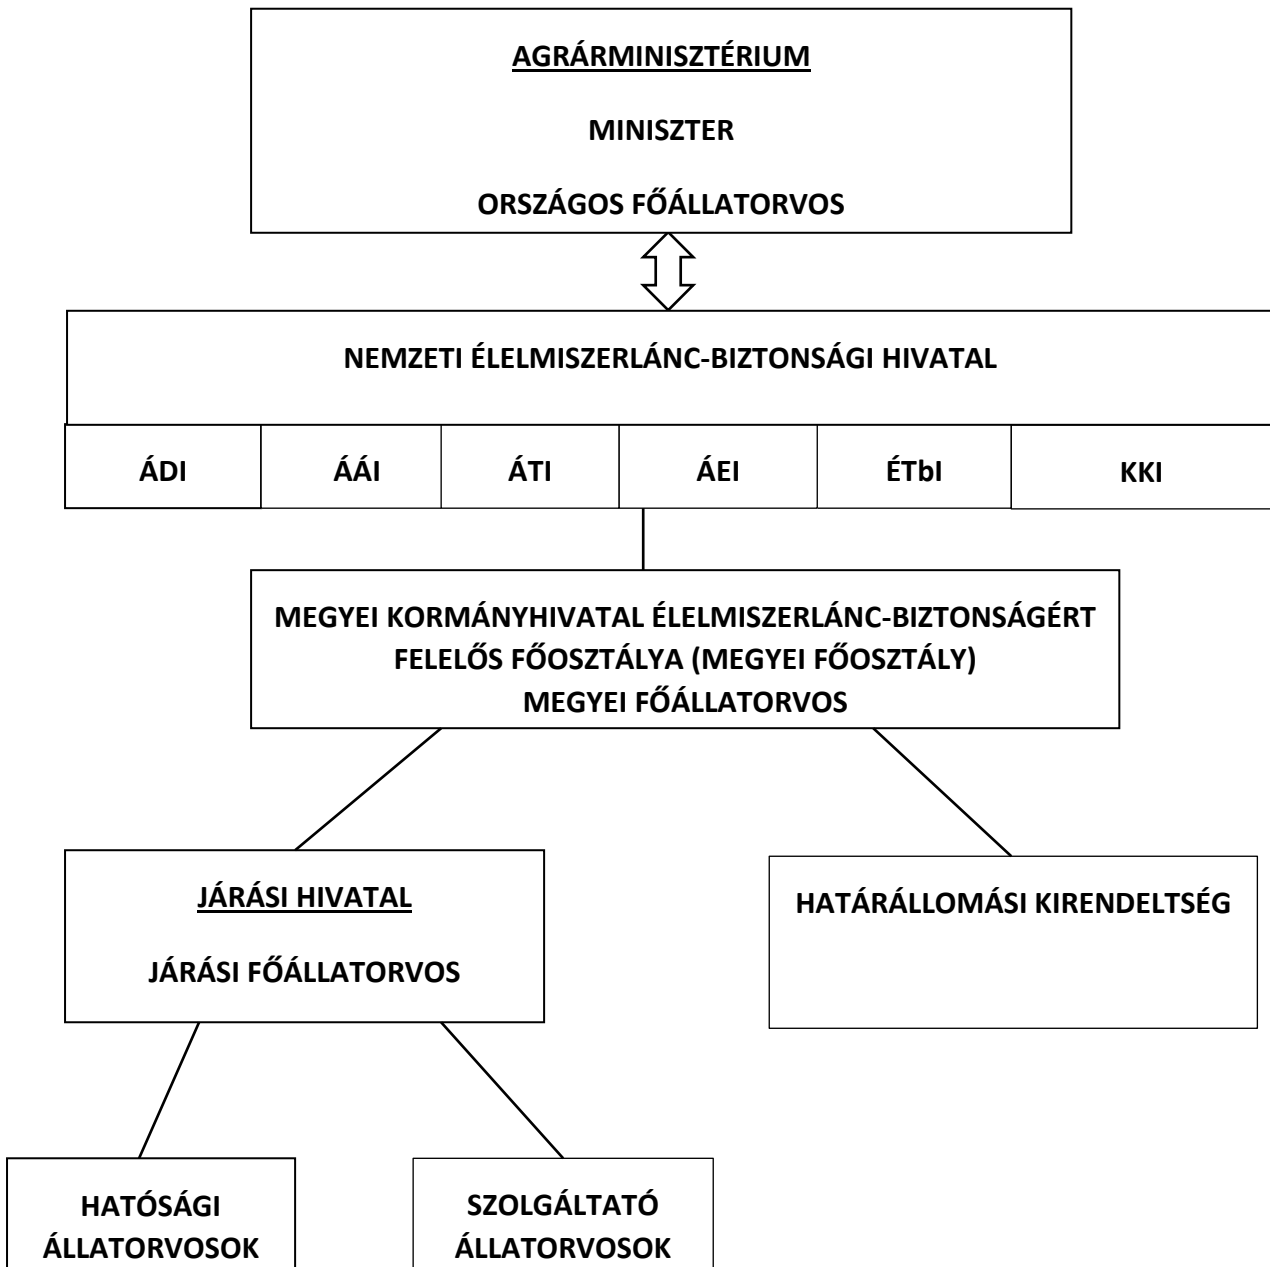 AGRÁRMINISZTÉRIUM
MINISZTER
ORSZÁGOS FŐÁLLATORVOS
NEMZETI ÉLELMISZERLÁNC-BIZTONSÁGI HIVATAL
ÁDI ÁÁI ÁTI ÁEI ÉTbI KKI
MEGYEI KORMÁNYHIVATAL ÉLELMISZERLÁNC-BIZTONSÁGÉRT
FELELŐS FŐOSZTÁLYA (MEGYEI FŐOSZTÁLY)
MEGYEI FŐÁLLATORVOS
JÁRÁSI HIVATAL
JÁRÁSI FŐÁLLATORVOS
HATÁRÁLLOMÁSI KIRENDELTSÉG
HATÓSÁGI
ÁLLATORVOSOK
SZOLGÁLTATÓ
ÁLLATORVOSOK